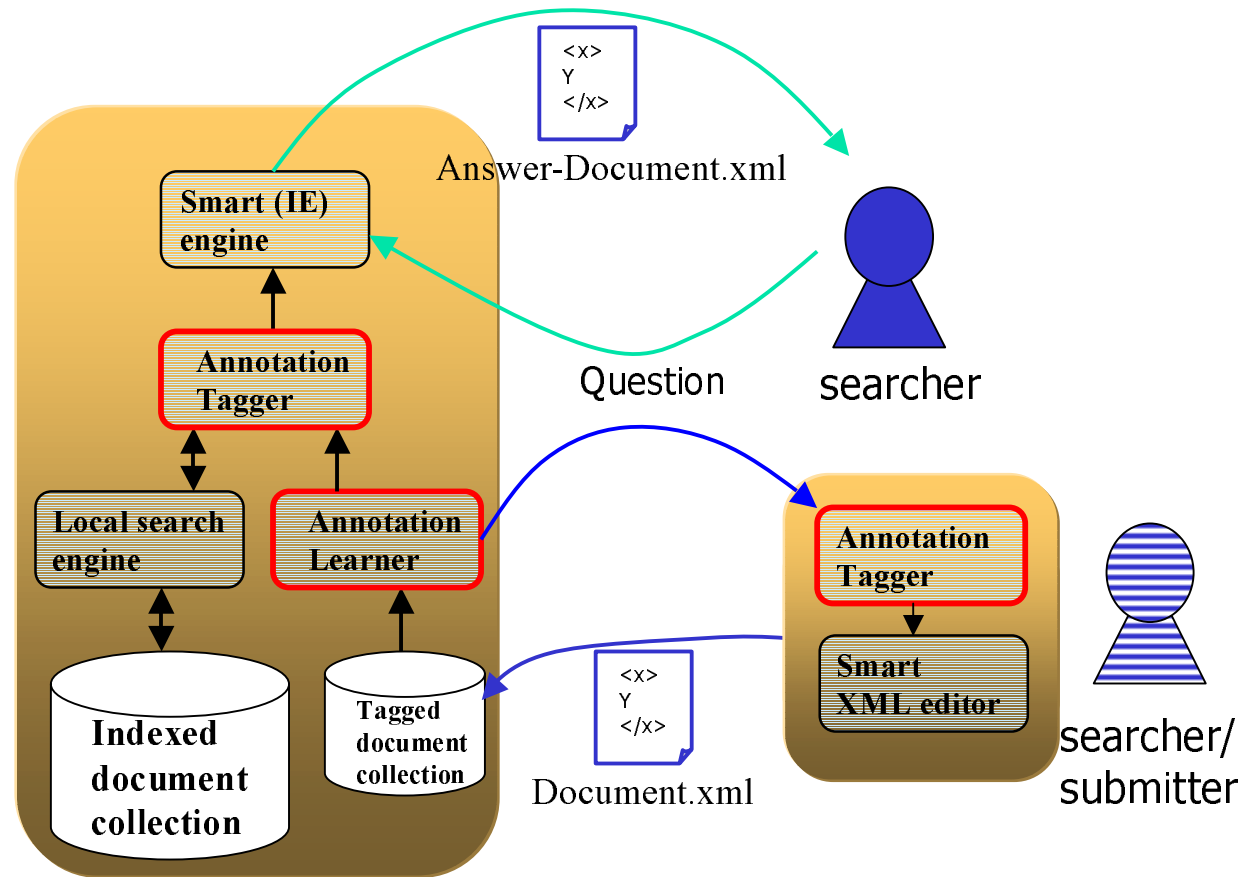 <x>
Y
</x>
Answer-Document.xml
Smart (IE)
engine
Question
searcher
Annotation
Tagger
Local search
engine
Annotation
Learner
Indexed
document
collection
Tagged
document
collection
<x>
Y
</x>
Document.xml
Annotation
Tagger
Smart
XML editor
searcher/
submitter